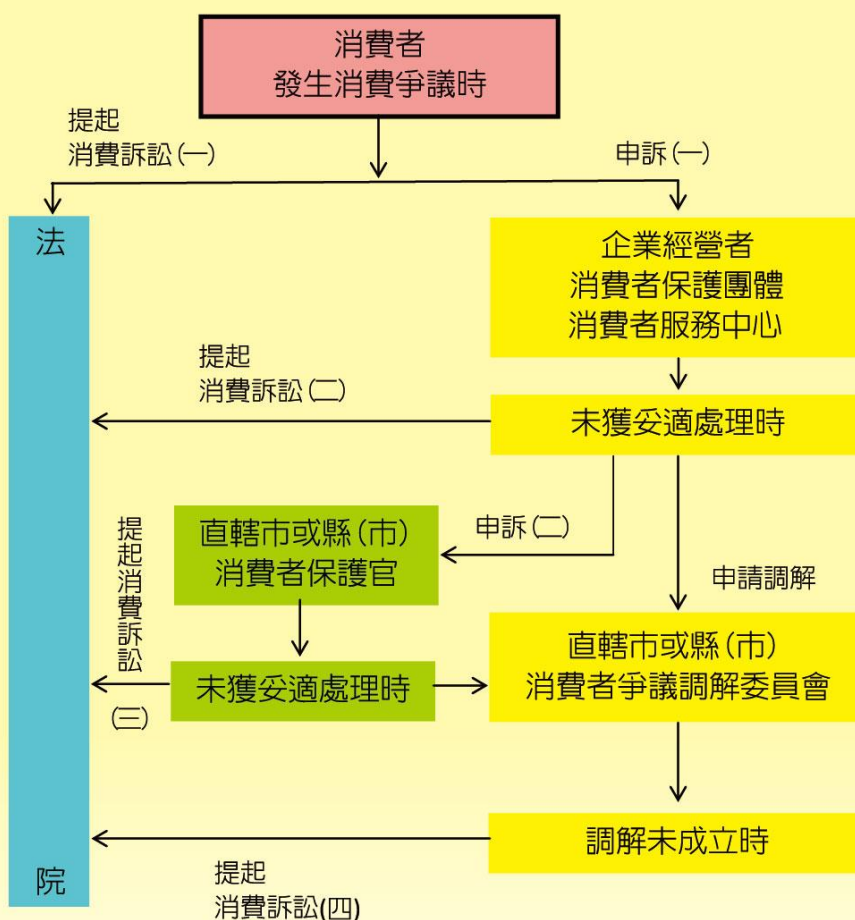 消費者
發生消費爭議時
提起
消費訴訟(一)
申訴(一)
法
院
企業經營者
消費者保護團體
消費者服務中心
提起
消費訴訟(二)
未獲妥適處理時
申訴(二)
直轄市或縣(市)
消費者保護官
提起消費訴訟
(三)
申請調解
未獲妥適處理時
直轄市或縣(市)
消費者爭議調解委員會
調解未成立時
提起
消費訴訟(四)